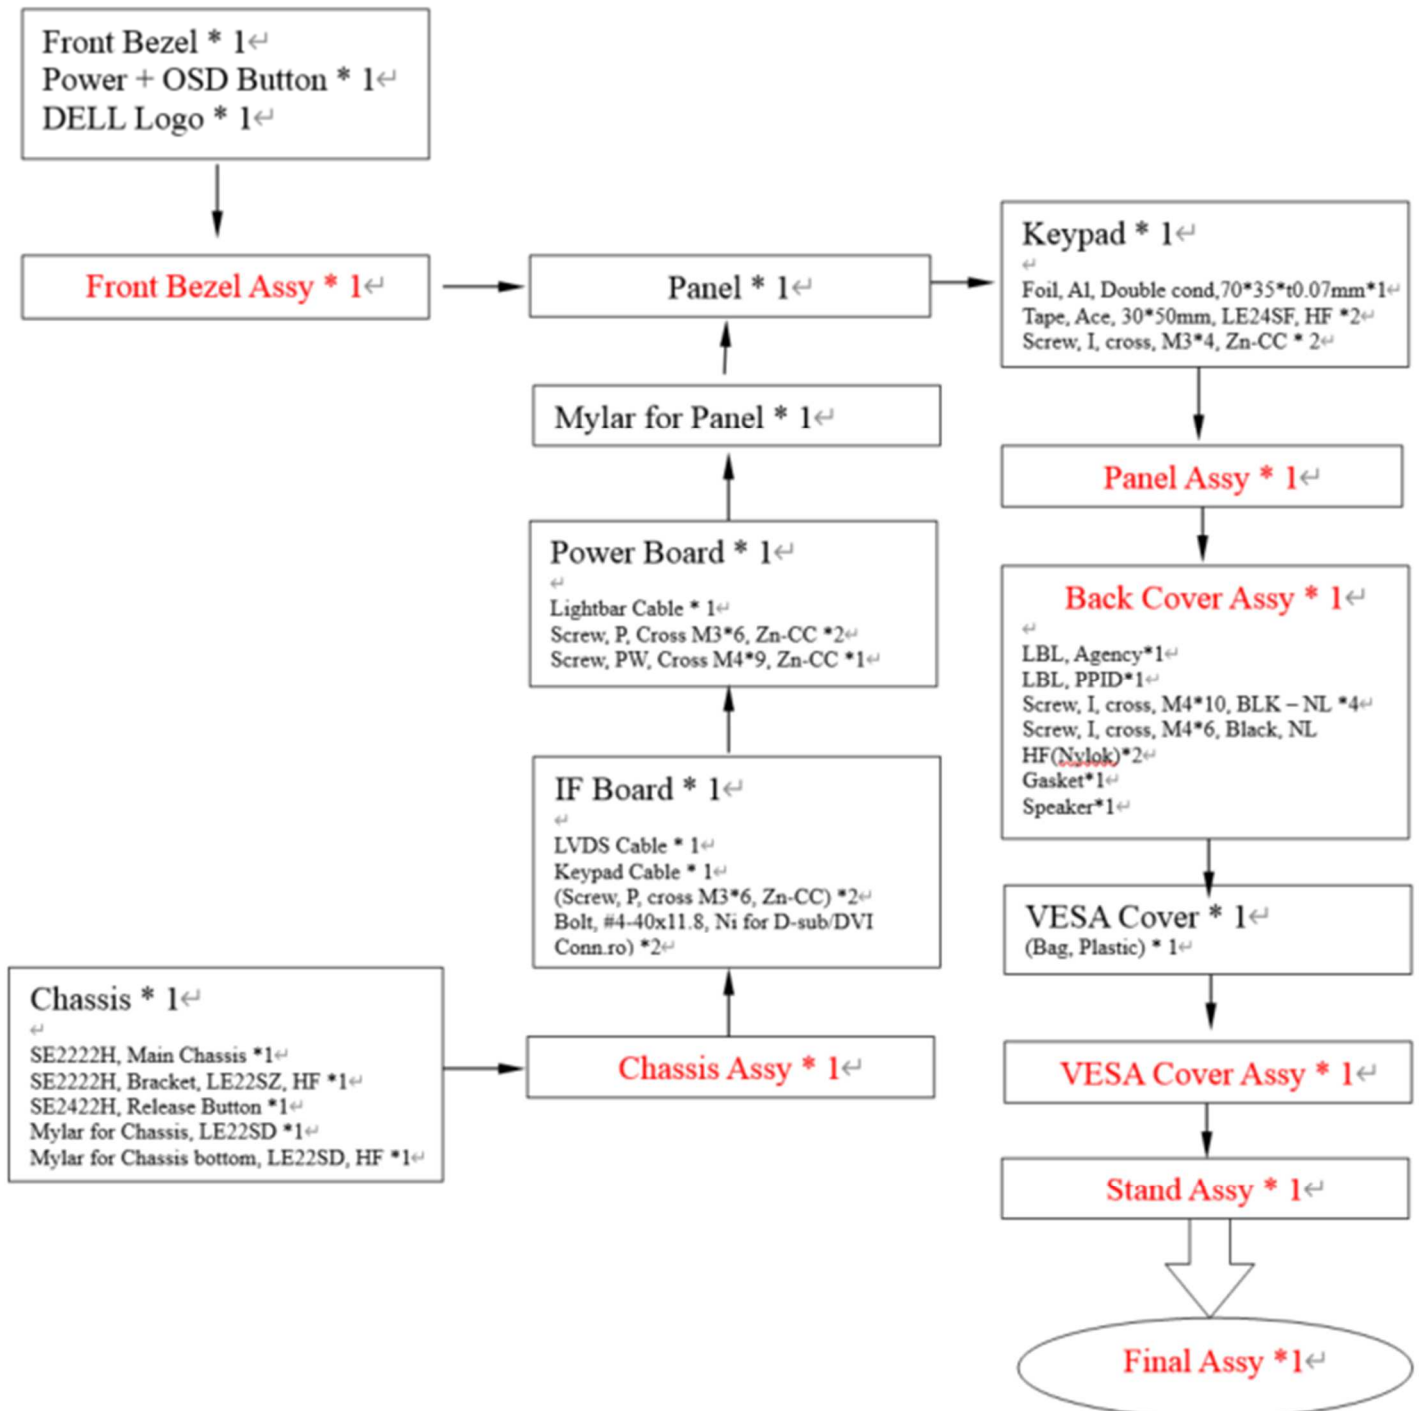 Front Bezel * 1↵
Power + OSD Button * 1↵
DELL Logo * 1↵
Front Bezel Assy * 1↵
Panel * 1↵
Mylar for Panel * 1↵
Power Board * 1↵
↵
Lightbar Cable * 1↵
Screw, P, Cross M3*6, Zn-CC *2↵
Screw, PW, Cross M4*9, Zn-CC *1↵
IF Board * 1↵
↵
LVDS Cable * 1↵
Keypad Cable * 1↵
(Screw, P, cross M3*6, Zn-CC) *2↵
Bolt, #4-40x11.8, Ni for D-sub/DVI
Conn.ro) *2↵
Chassis * 1↵
↵
SE2222H, Main Chassis *1↵
SE2222H, Bracket, LE22SZ, HF *1↵
SE2422H, Release Button *1↵
Mylar for Chassis, LE22SD *1↵
Mylar for Chassis bottom, LE22SD, HF *1↵
Chassis Assy * 1↵
Keypad * 1↵
↵
Foil, Al, Double cond,70*35*t0.07mm*1↵
Tape, Ace, 30*50mm, LE24SF, HF *2↵
Screw, I, cross, M3*4, Zn-CC * 2↵
Panel Assy * 1↵
Back Cover Assy * 1↵
↵
LBL, Agency*1↵
LBL, PPID*1↵
Screw, I, cross, M4*10, BLK – NL *4↵
Screw, I, cross, M4*6, Black, NL
HF(Nylok)*2↵
Gasket*1↵
Speaker*1↵
VESA Cover * 1↵
(Bag, Plastic) * 1↵
VESA Cover Assy * 1↵
Stand Assy * 1↵
Final Assy *1↵